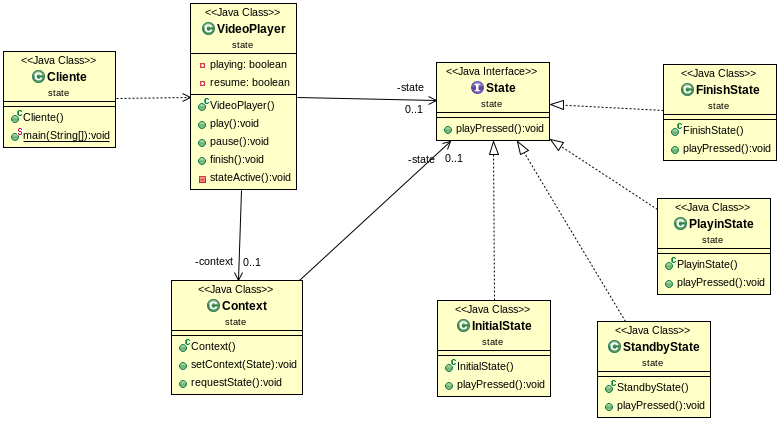 <<Java Class>>
VideoPlayer
state
playing: boolean
resume: boolean
VideoPlayer()
play():void
pause():void
finish():void
stateActive():void
<<Java Class>>
Cliente
state
Cliente()
main(String[]):void
-state
0..1
<<Java Interface>>
State
state
playPressed():void
<<Java Class>>
FinishState
state
FinishState()
playPressed():void
-state
0..1
<<Java Class>>
PlayinState
state
PlayinState()
playPressed():void
-context
0..1
<<Java Class>>
Context
state
Context()
setContext(State):void
requestState():void
<<Java Class>>
InitialState
state
InitialState()
playPressed():void
<<Java Class>>
StandbyState
state
StandbyState()
playPressed():void